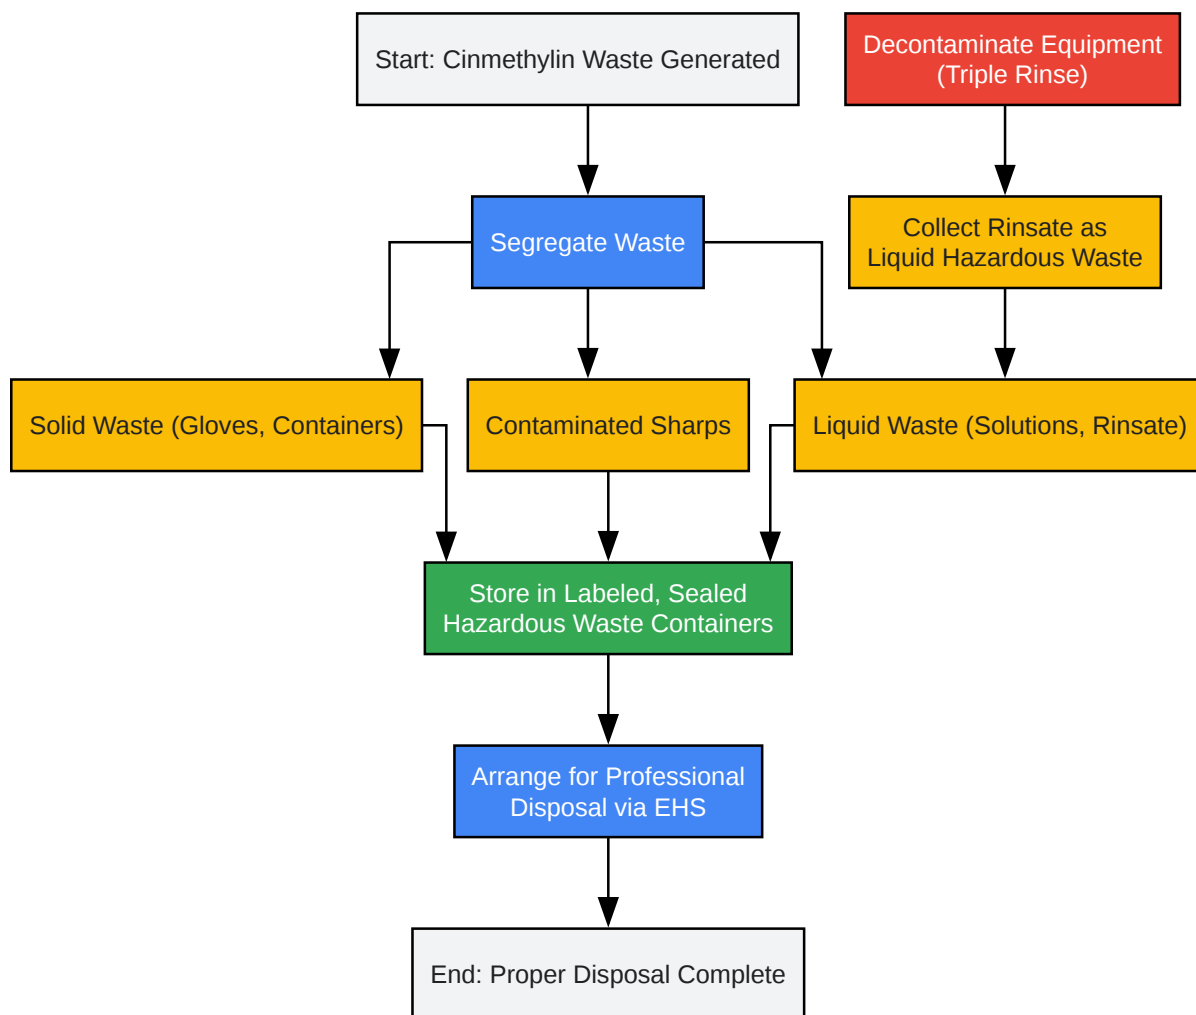 Start: Cinmethylin Waste Generated
Decontaminate Equipment
(Triple Rinse)
Segregate Waste
Collect Rinsate as
Liquid Hazardous Waste
Solid Waste (Gloves, Containers)
Contaminated Sharps
Liquid Waste (Solutions, Rinsate)
Store in Labeled, Sealed
Hazardous Waste Containers
Arrange for Professional
Disposal via EHS
End: Proper Disposal Complete